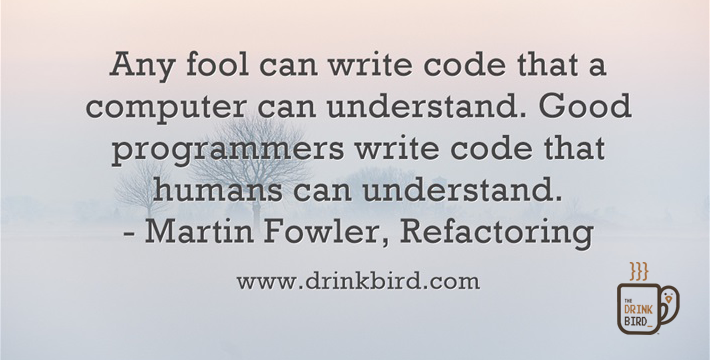 Any fool can write code that a
computer can understand. Good
programmers write code that
humans can understand.
- Martin Fowler, Refactoring
www.drinkbird.com
}}}
THE
DRINK
BIRD_